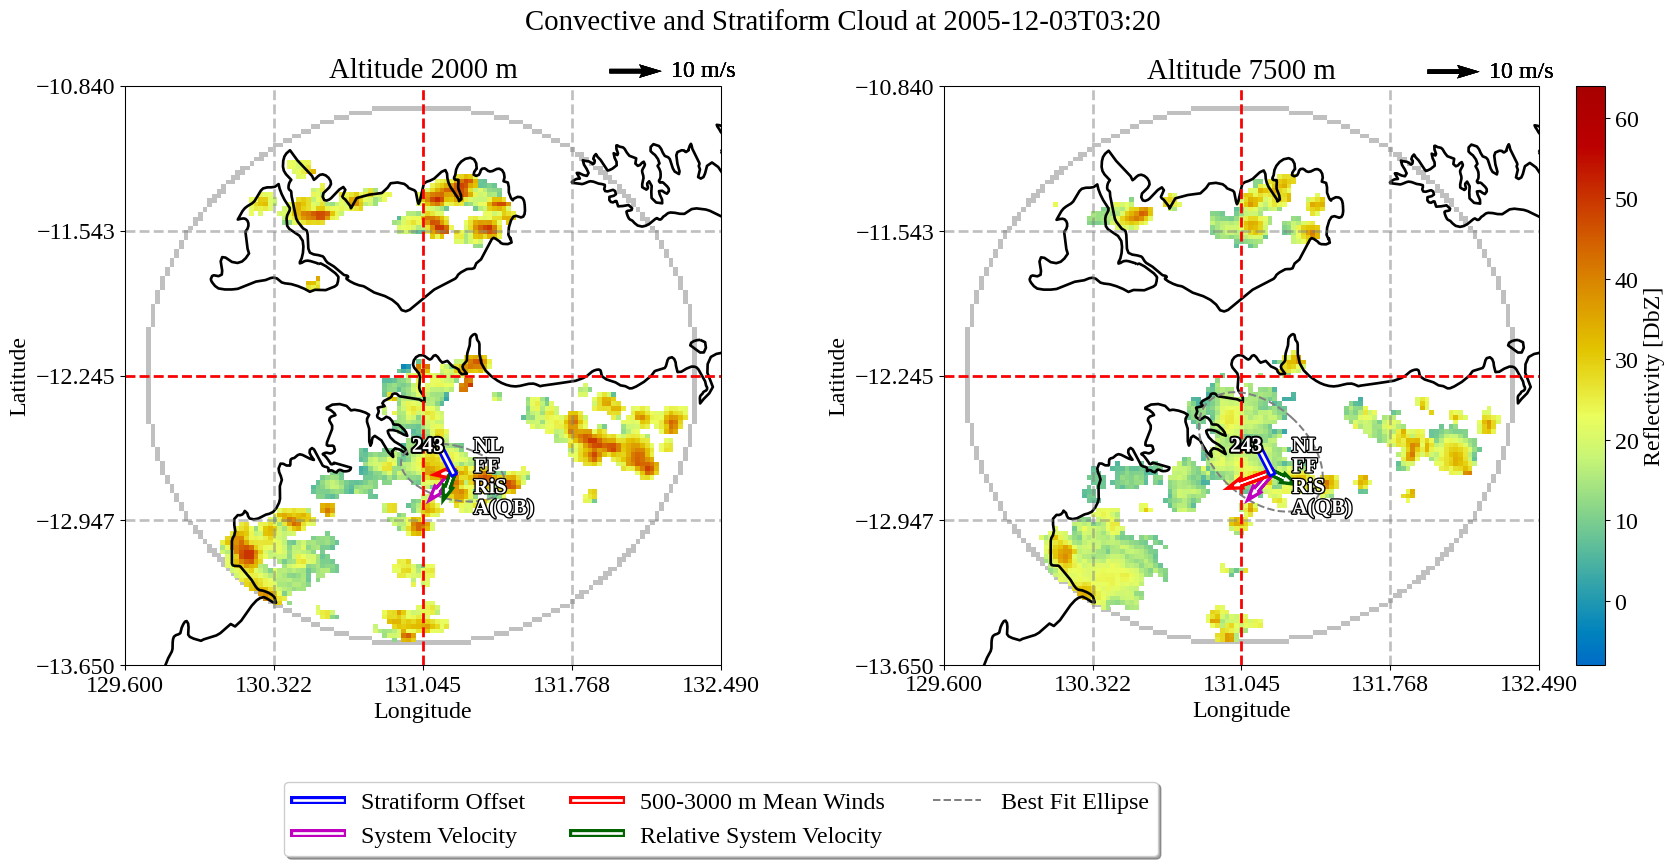 Convective and Stratiform Cloud at 2005-12-03T03:20
Altitude 2000 m
10 m/s
−10.840
−11.543
−12.245
−12.947
−13.650
Latitude
129.600
130.322
131.045
131.768
132.490
Longitude
243
NL
FF
RiS
A(QB)
Altitude 7500 m
10 m/s
−10.840
−11.543
−12.245
−12.947
−13.650
Latitude
129.600
130.322
131.045
131.768
132.490
Longitude
243
NL
FF
RiS
A(QB)
60
50
40
30
20
10
0
Reflectivity [DbZ]
Stratiform Offset
System Velocity
500-3000 m Mean Winds
Relative System Velocity
Best Fit Ellipse